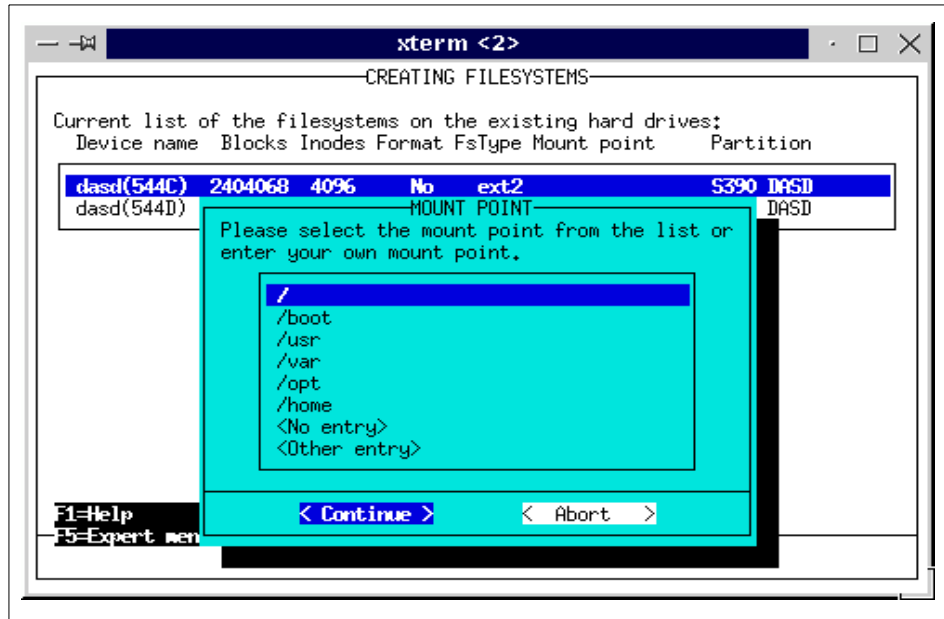 xterm <2>
CREATING FILESYSTEMS
Current list of the filesystems on the existing hard drives:
Device name Blocks Inodes Format FsType Mount point Partition
dasd(544C) 2404068 4096 No ext2 S390 DASD
dasd(544D) DASD
MOUNT POINT
Please select the mount point from the list or
enter your own mount point.
/
/boot
/usr
/var
/opt
/home
<No entry>
<Other entry>
< Continue > < Abort >
F1=Help
F5=Expert men